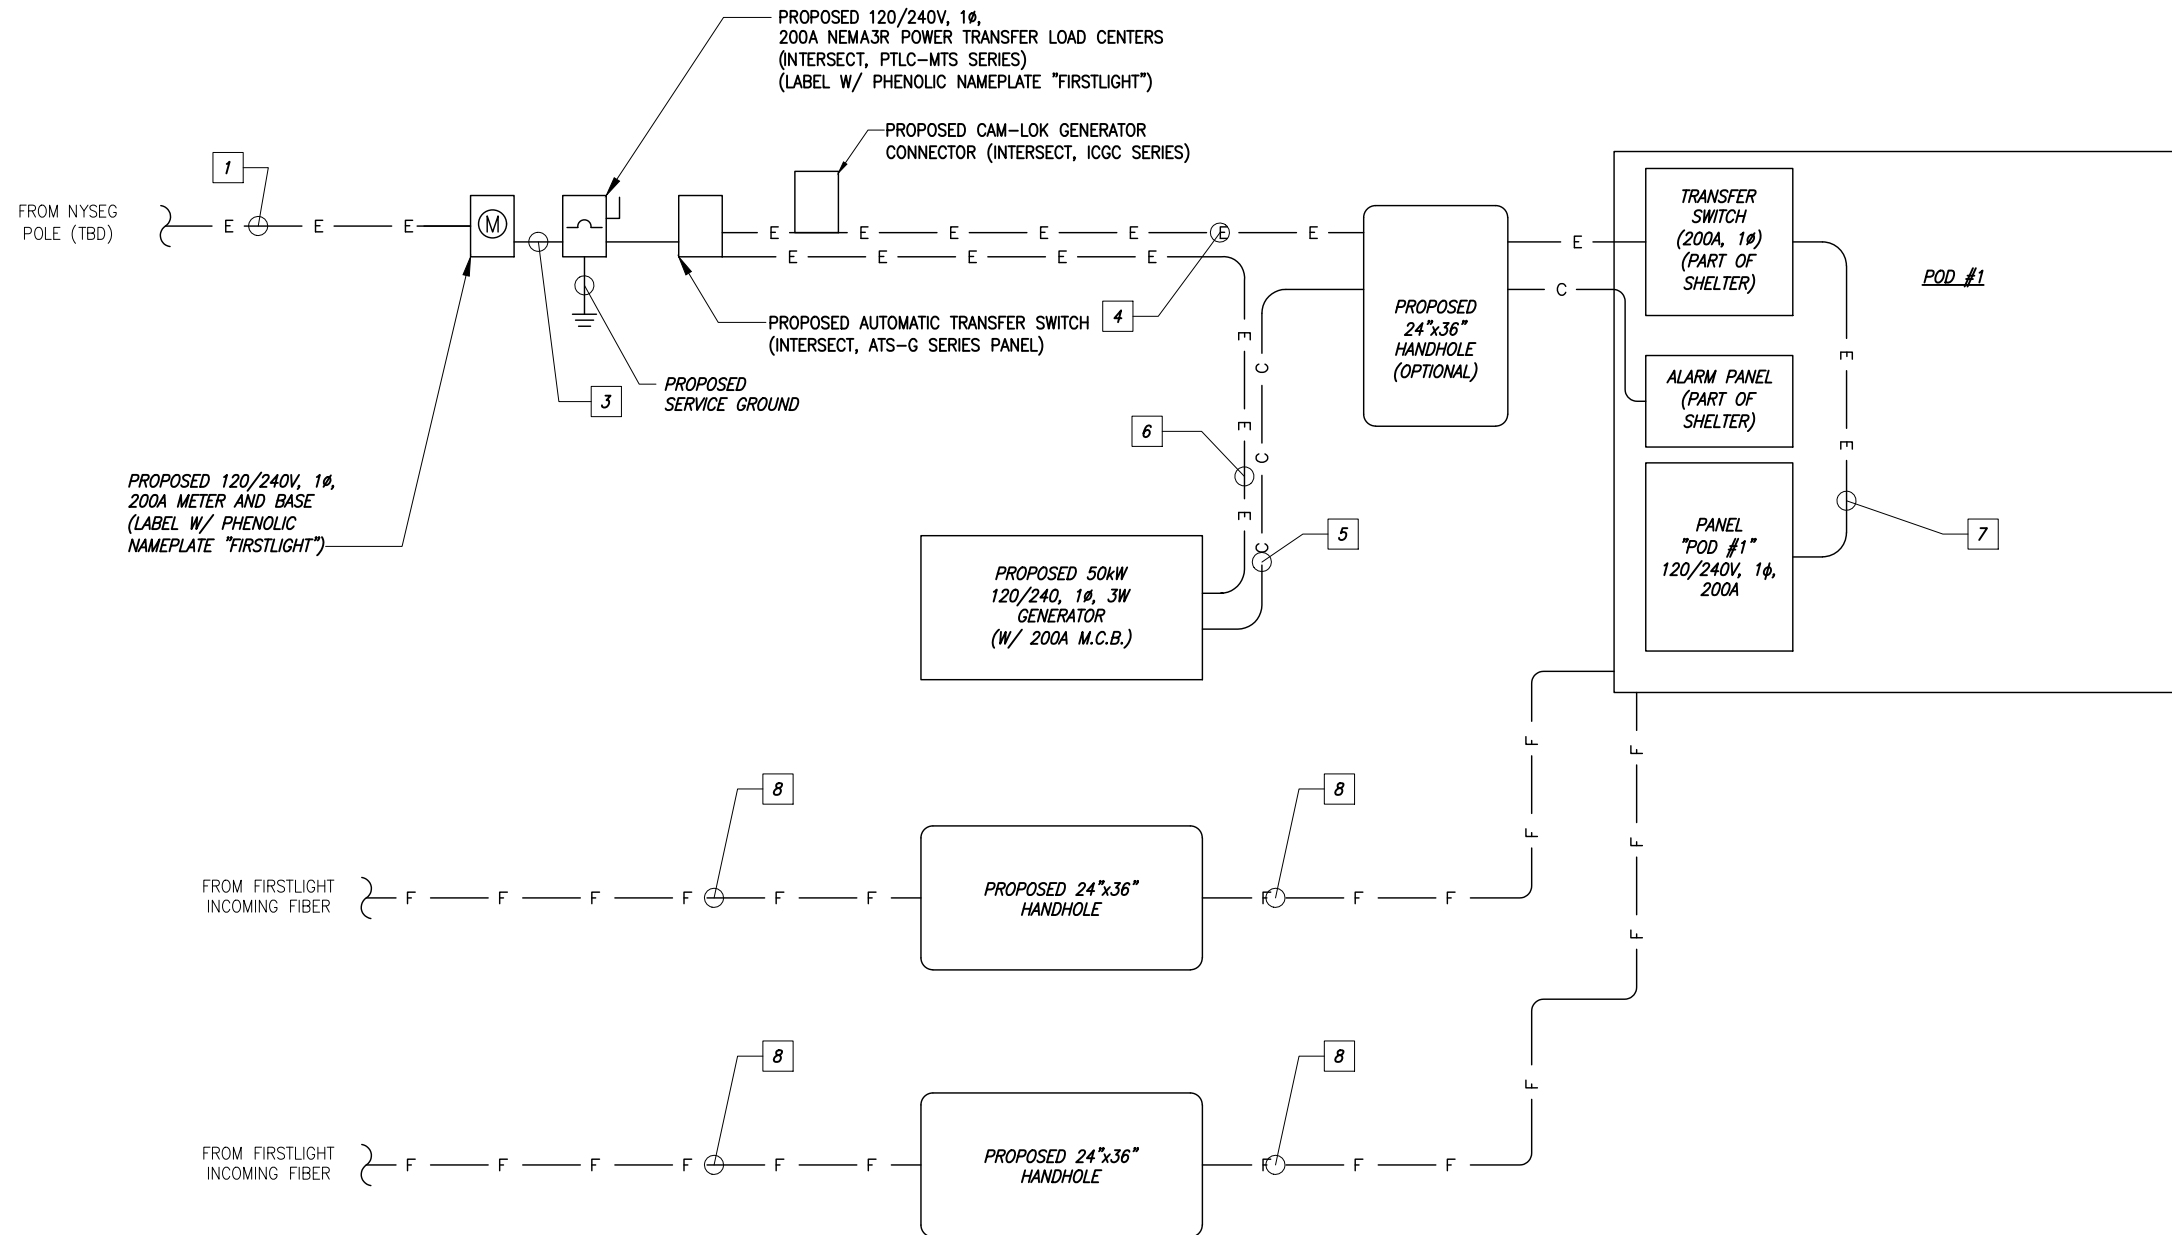 PROPOSED 120/240V, 1ø,
200A NEMA3R POWER TRANSFER LOAD CENTERS
(INTERSECT, PTLC-MTS SERIES)
(LABEL W/ PHENOLIC NAMEPLATE "FIRSTLIGHT")
PROPOSED CAM-LOK GENERATOR
CONNECTOR (INTERSECT, ICGC SERIES)
1
FROM NYSEG
POLE (TBD)
E E E
M
E E E E E E E
E E E E E
E
C
TRANSFER
SWITCH
(200A, 1ø)
(PART OF
SHELTER)
POD #1
PROPOSED AUTOMATIC TRANSFER SWITCH
(INTERSECT, ATS-G SERIES PANEL)
4
PROPOSED
24"x36"
HANDHOLE
(OPTIONAL)
PROPOSED
SERVICE GROUND
3
ALARM PANEL
(PART OF
SHELTER)
E
E
E
C
C
C
E
E
6
5
7
PROPOSED 120/240V, 1ø,
200A METER AND BASE
(LABEL W/ PHENOLIC
NAMEPLATE "FIRSTLIGHT")
PANEL
"POD #1"
120/240V, 1ϕ,
200A
PROPOSED 50kW
120/240, 1ø, 3W
GENERATOR
(W/ 200A M.C.B.)
F
F
F
F
F
8
8
FROM FIRSTLIGHT
INCOMING FIBER
F F F F F F
PROPOSED 24"x36"
HANDHOLE
F F F
8
8
F
FROM FIRSTLIGHT
INCOMING FIBER
F F F F F F
PROPOSED 24"x36"
HANDHOLE
F F F